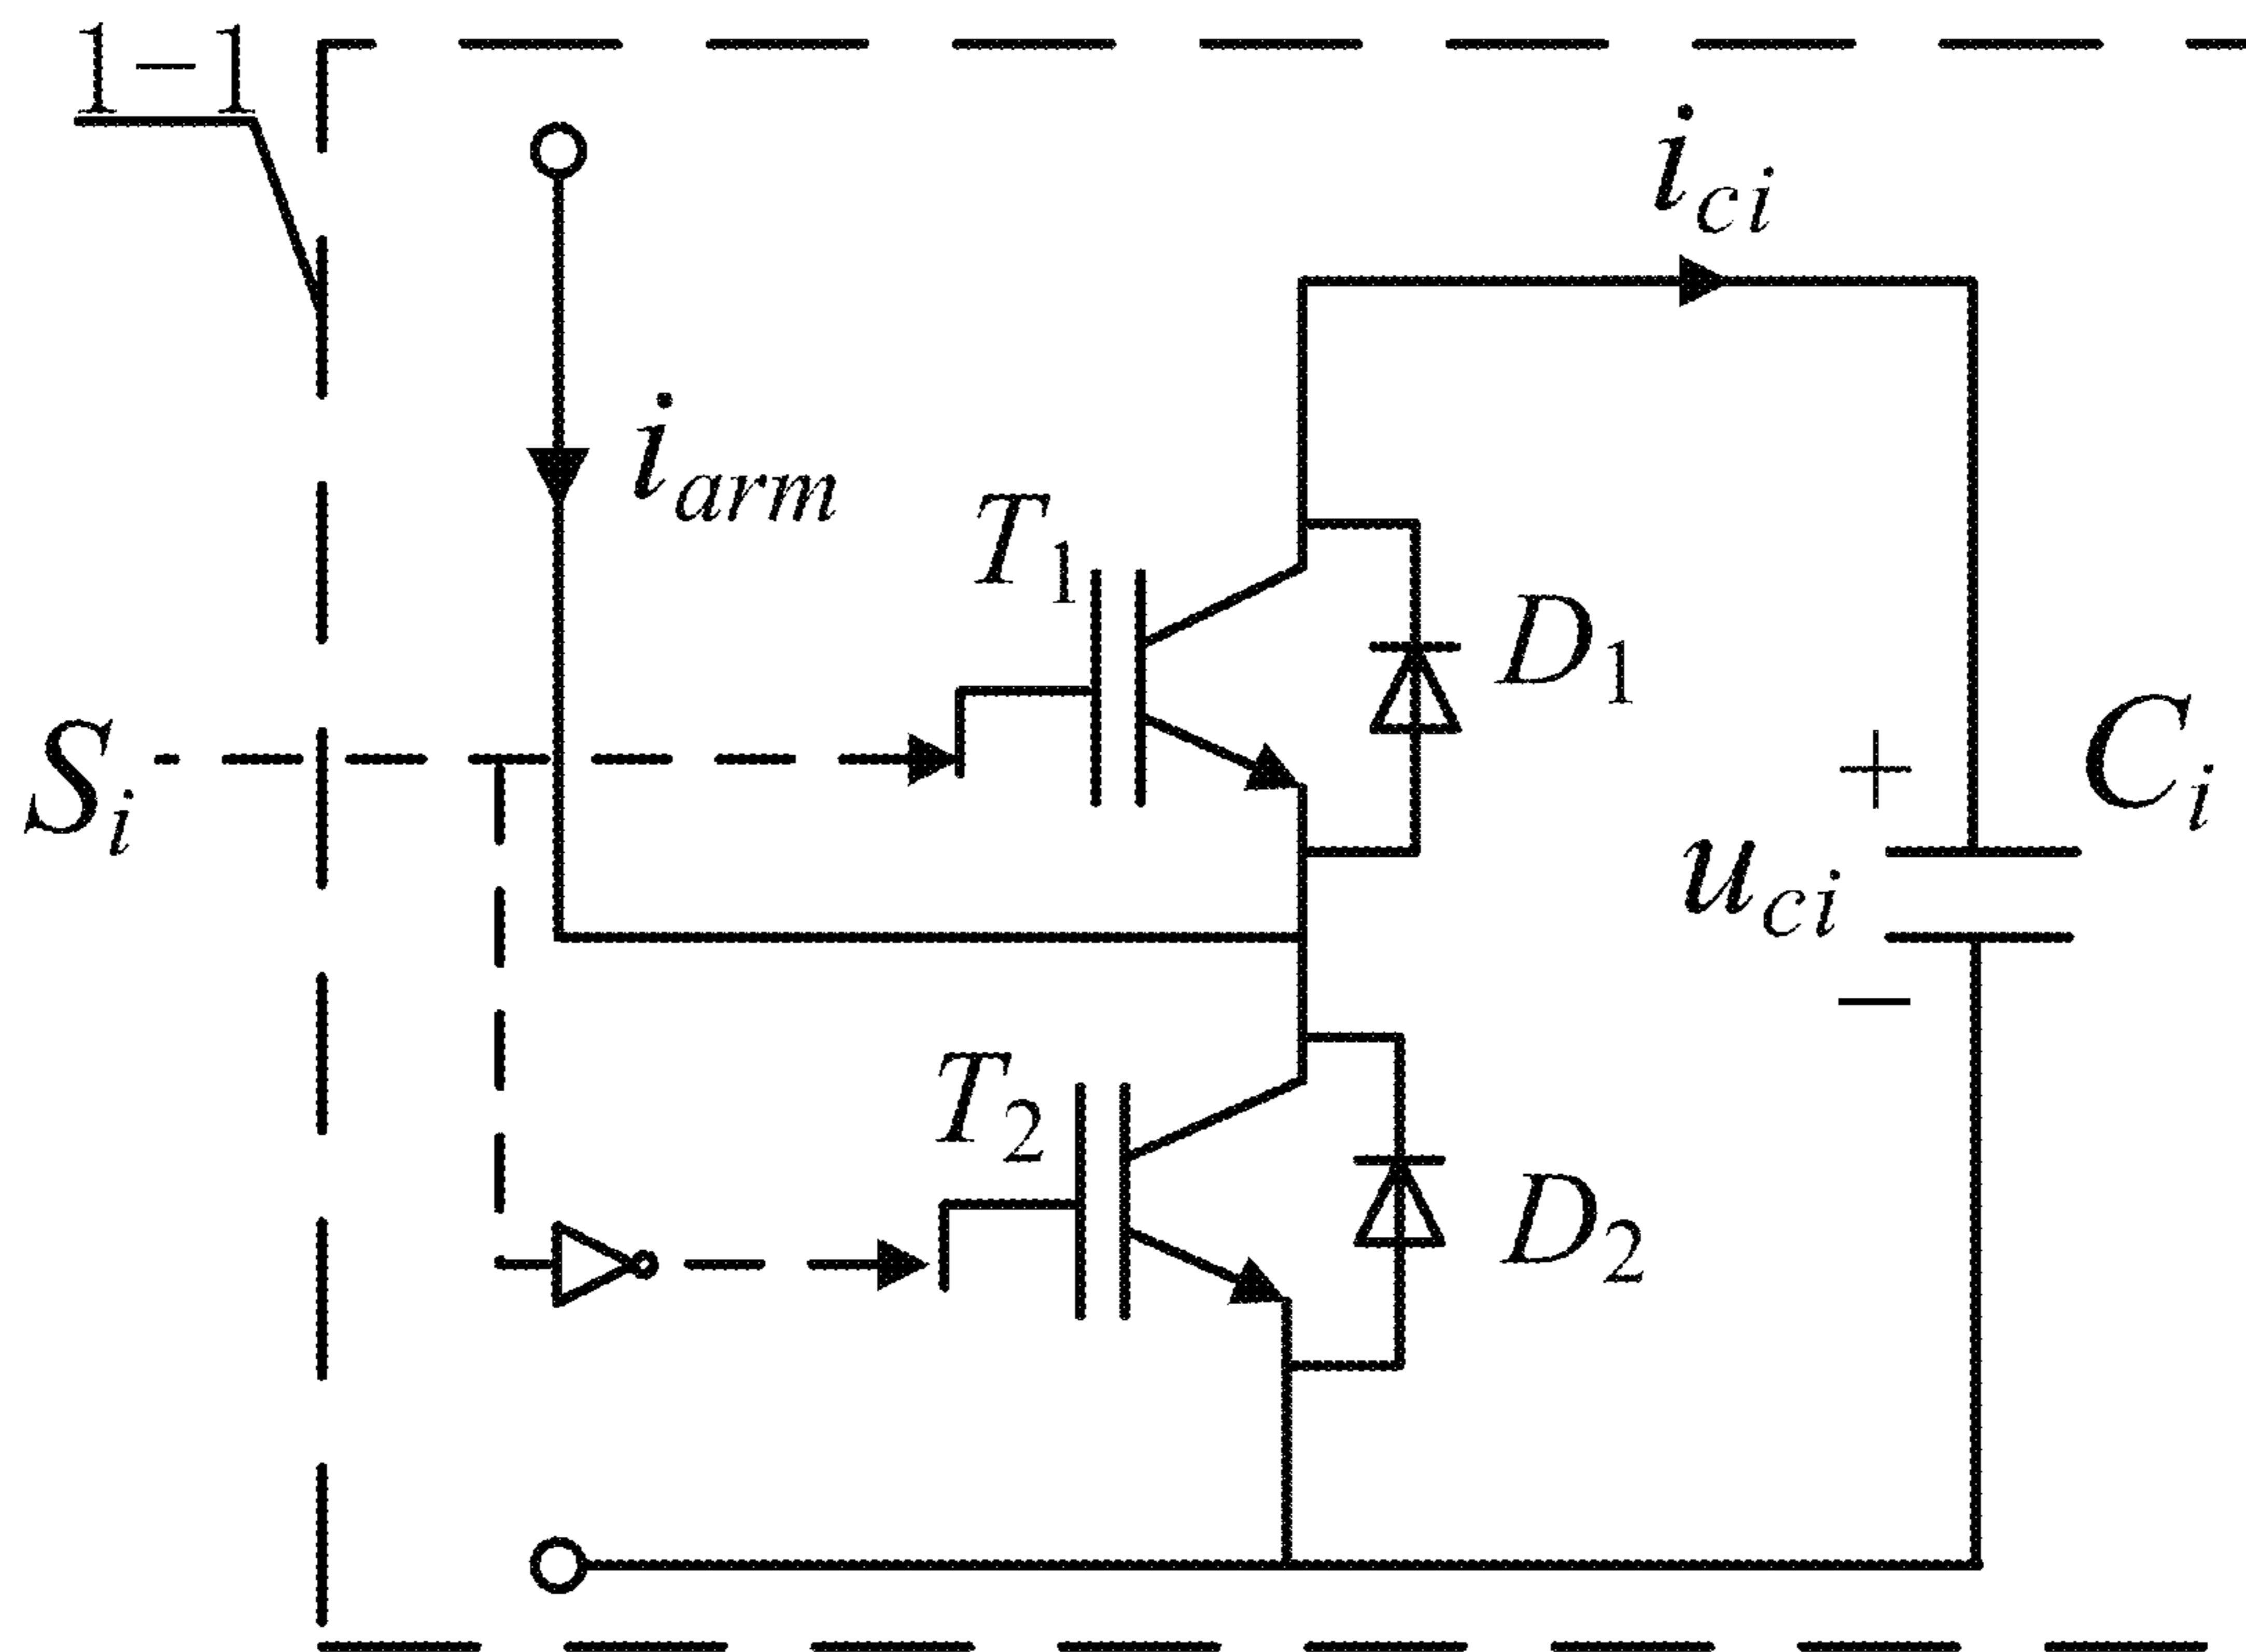 1-1
i_ci
i_arm
T_1
D_1
S_i
+
C_i
u_ci
−
T_2
D_2